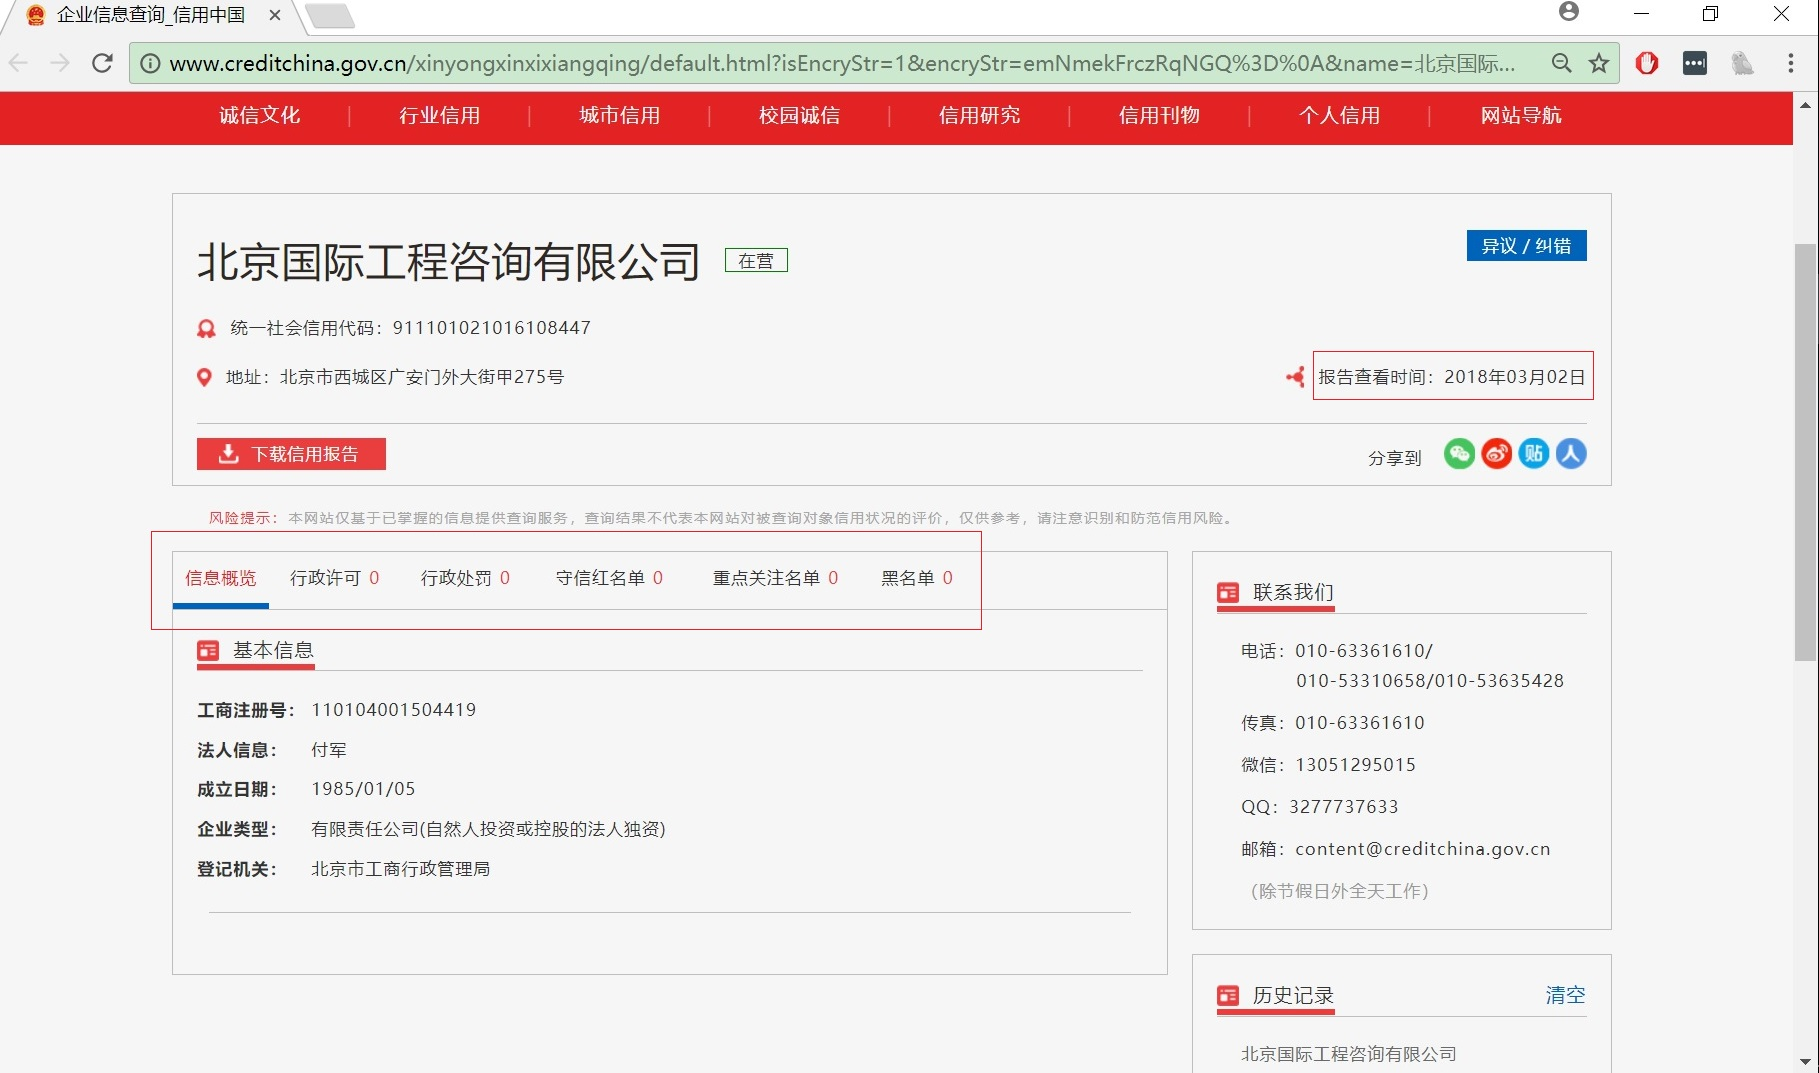 企业信息查询_信用中国
www.creditchina.gov.cn/xinyongxinxixiangqing/default.html?isEncryStr=1&encryStr=emNmekFrczRqNGQ%3D%0A&name=北京国际...
诚信文化 | 行业信用 | 城市信用 | 校园诚信 | 信用研究 | 信用刊物 | 个人信用 | 网站导航
北京国际工程咨询有限公司 在营
异议 / 纠错
统一社会信用代码：911101021016108447
地址：北京市西城区广安门外大街甲275号
报告查看时间：2018年03月02日
下载信用报告
分享到 贴 人
风险提示：本网站仅基于已掌握的信息提供查询服务，查询结果不代表本网站对被查询对象信用状况的评价，仅供参考，请注意识别和防范信用风险。
信息概览 行政许可 0 行政处罚 0 守信红名单 0 重点关注名单 0 黑名单 0
基本信息
工商注册号：110104001504419
法人信息：付军
成立日期：1985/01/05
企业类型：有限责任公司(自然人投资或控股的法人独资)
登记机关：北京市工商行政管理局
联系我们
电话：010-63361610/
010-53310658/010-53635428
传真：010-63361610
微信：13051295015
QQ：3277737633
邮箱：content@creditchina.gov.cn
（除节假日外全天工作）
历史记录 清空
北京国际工程咨询有限公司